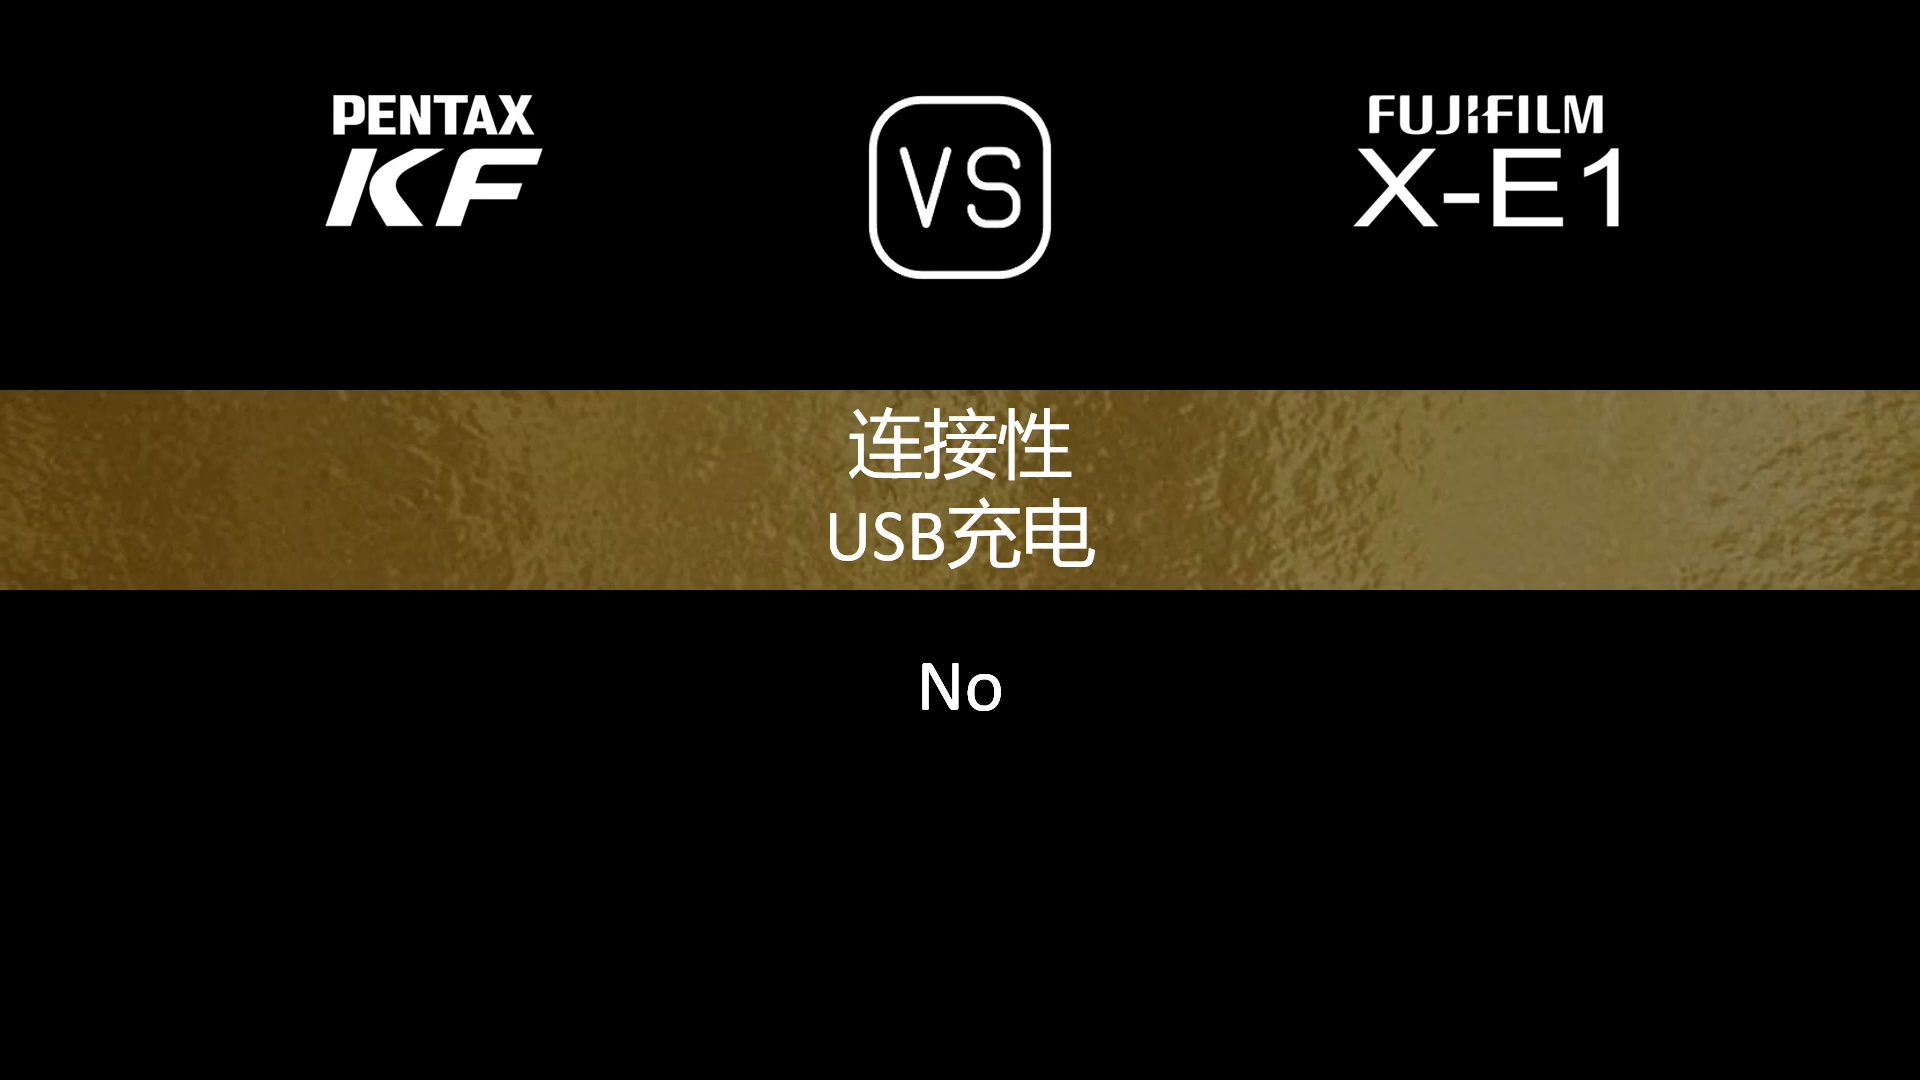 PENTAX
KF
VS
FUJIFILM
X-E1
连接性
USB充电
No